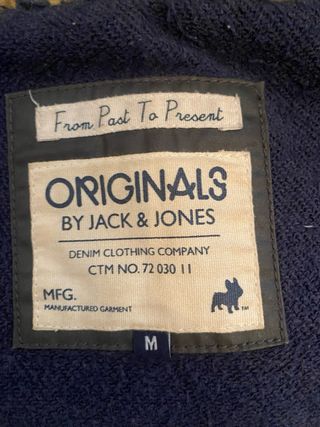 From Past To Present
ORIGINALS
BY JACK & JONES
DENIM CLOTHING COMPANY
CTM NO. 72 030 11
MFG.
MANUFACTURED GARMENT
TM
M